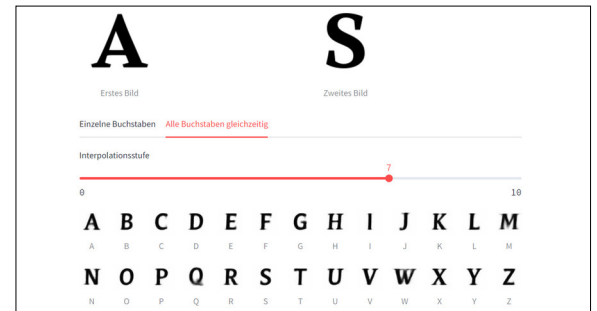 A S
Erstes Bild Zweites Bild
Einzelne Buchstaben Alle Buchstaben gleichzeitig
Interpolationsstufe
7
0 10
A B C D E F G H I J K L M
A B C D E F G H I J K L M
N O P Q R S T U V W X Y Z
N O P Q R S T U V W X Y Z